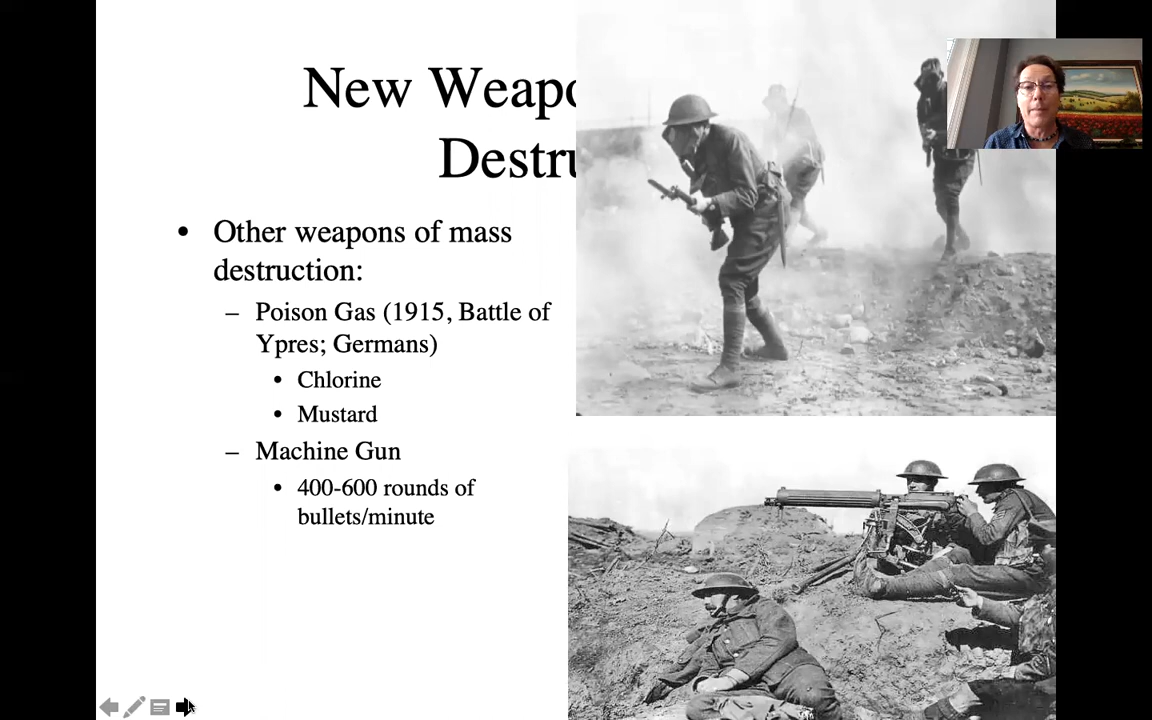 New Weapo
Destru
• Other weapons of mass
destruction:
– Poison Gas (1915, Battle of
Ypres; Germans)
• Chlorine
• Mustard
– Machine Gun
• 400-600 rounds of
bullets/minute